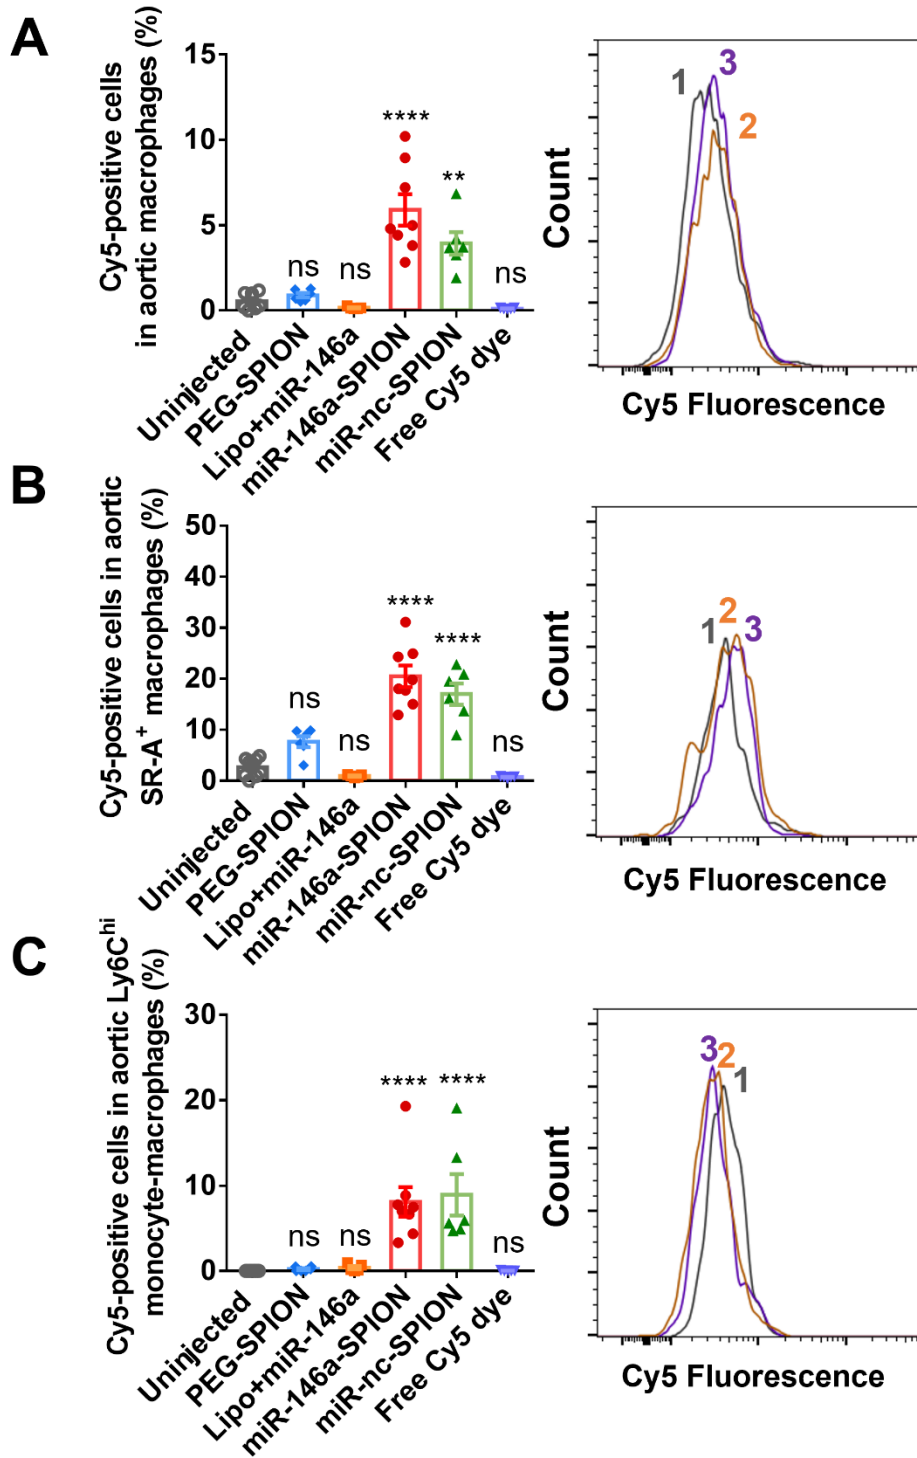 A
Cy5-positive cells
in aortic macrophages (%)
15
10
5
0
ns
ns
****
**
ns
Uninjected
PEG-SPION
Lipo+miR-146a
miR-146a-SPION
miR-nc-SPION
Free Cy5 dye
Count
1
3
2
Cy5 Fluorescence
B
Cy5-positive cells in aortic
SR-A⁺ macrophages (%)
50
40
30
20
10
0
ns
ns
****
****
ns
Uninjected
PEG-SPION
Lipo+miR-146a
miR-146a-SPION
miR-nc-SPION
Free Cy5 dye
Count
1
2
3
Cy5 Fluorescence
C
Cy5-positive cells in aortic Ly6Cʰⁱ
monocyte-macrophages (%)
30
20
10
0
ns
ns
****
****
ns
Uninjected
PEG-SPION
Lipo+miR-146a
miR-146a-SPION
miR-nc-SPION
Free Cy5 dye
Count
3
2
1
Cy5 Fluorescence